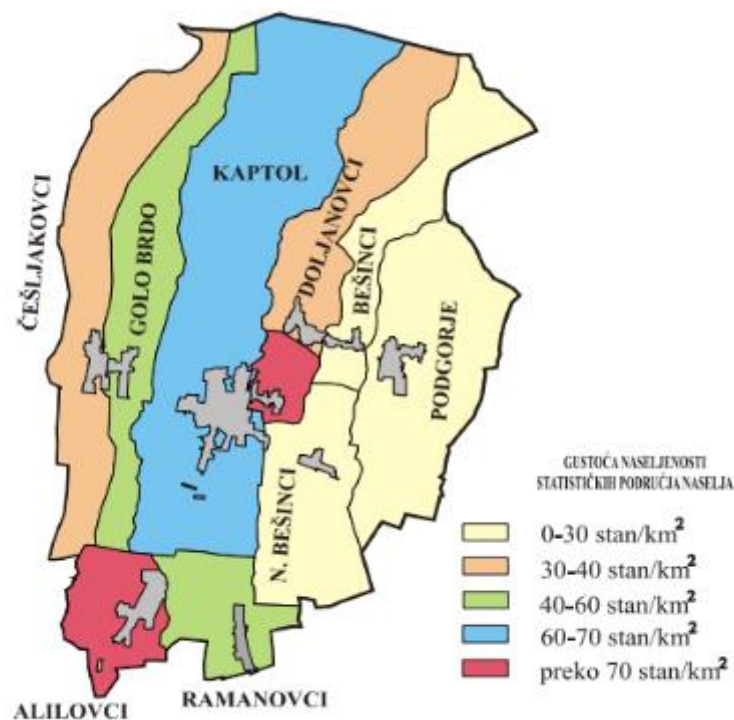 KAPTOL
DOLJANOVCI
ČEŠLJAKOVCI
GOLO BRDO
BEŠINCI
PODGORJE
N. BEŠINCI
GUSTOĆA NASELJENOSTI
STATISTIČKIH PODRUČJA NASELJA
0-30 stan/km²
30-40 stan/km²
40-60 stan/km²
60-70 stan/km²
preko 70 stan/km²
RAMANOVCI
ALILOVCI